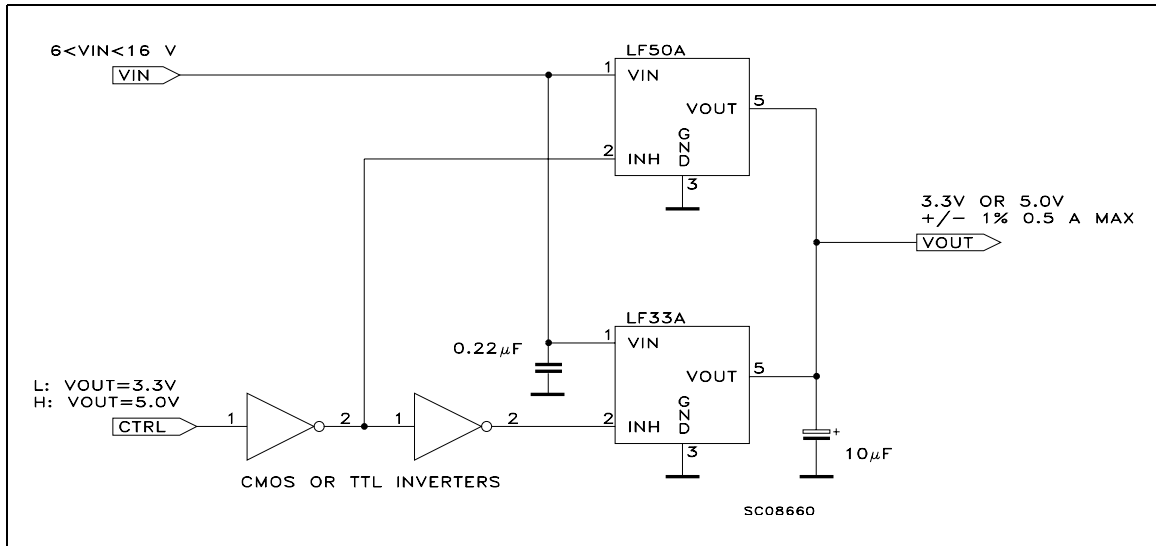 6<VIN<16 V
VIN
LF50A
1
VIN
VOUT
5
2
INH
GND
3
3.3V OR 5.0V
+/- 1% 0.5 A MAX
VOUT
LF33A
1
VIN
0.22µF
VOUT
5
L: VOUT=3.3V
H: VOUT=5.0V
CTRL
1
2
1
2
2
INH
GND
3
+
10µF
CMOS OR TTL INVERTERS
SC08660